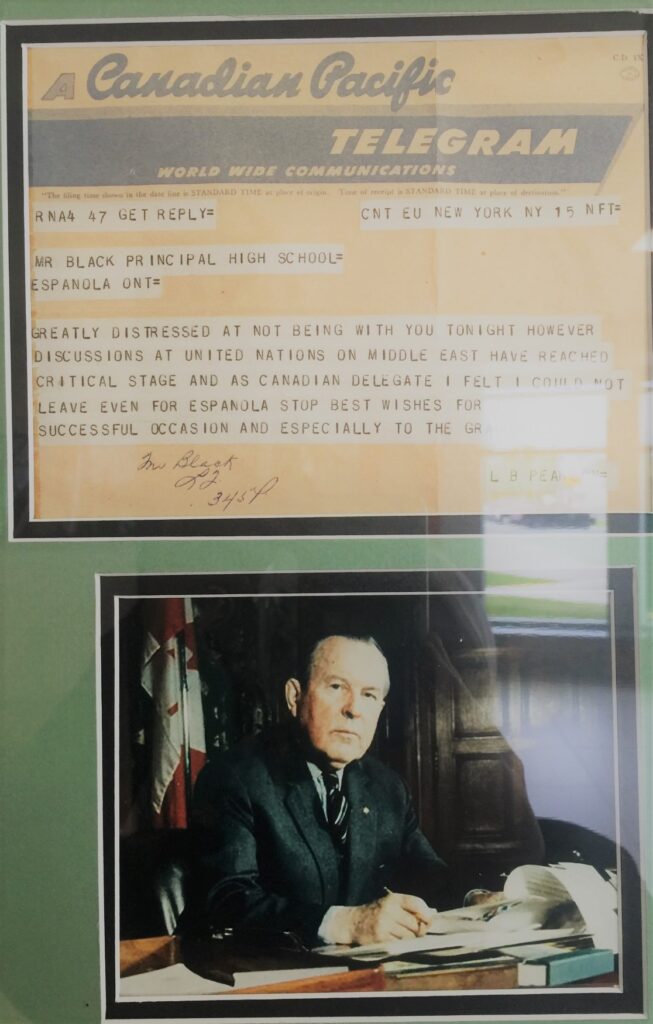 A Canadian Pacific
TELEGRAM
WORLD WIDE COMMUNICATIONS
"The filing time shown in the date line is STANDARD TIME at place of origin. Time of receipt is STANDARD TIME at place of destination."
RNA4 47 GET REPLY= CNT EU NEW YORK NY 15 NFT=
MR BLACK PRINCIPAL HIGH SCHOOL=
ESPANOLA ONT=
GREATLY DISTRESSED AT NOT BEING WITH YOU TONIGHT HOWEVER
DISCUSSIONS AT UNITED NATIONS ON MIDDLE EAST HAVE REACHED
CRITICAL STAGE AND AS CANADIAN DELEGATE I FELT I COULD NOT
LEAVE EVEN FOR ESPANOLA STOP BEST WISHES FOR
SUCCESSFUL OCCASION AND ESPECIALLY TO THE
L B
Mr Black
345P